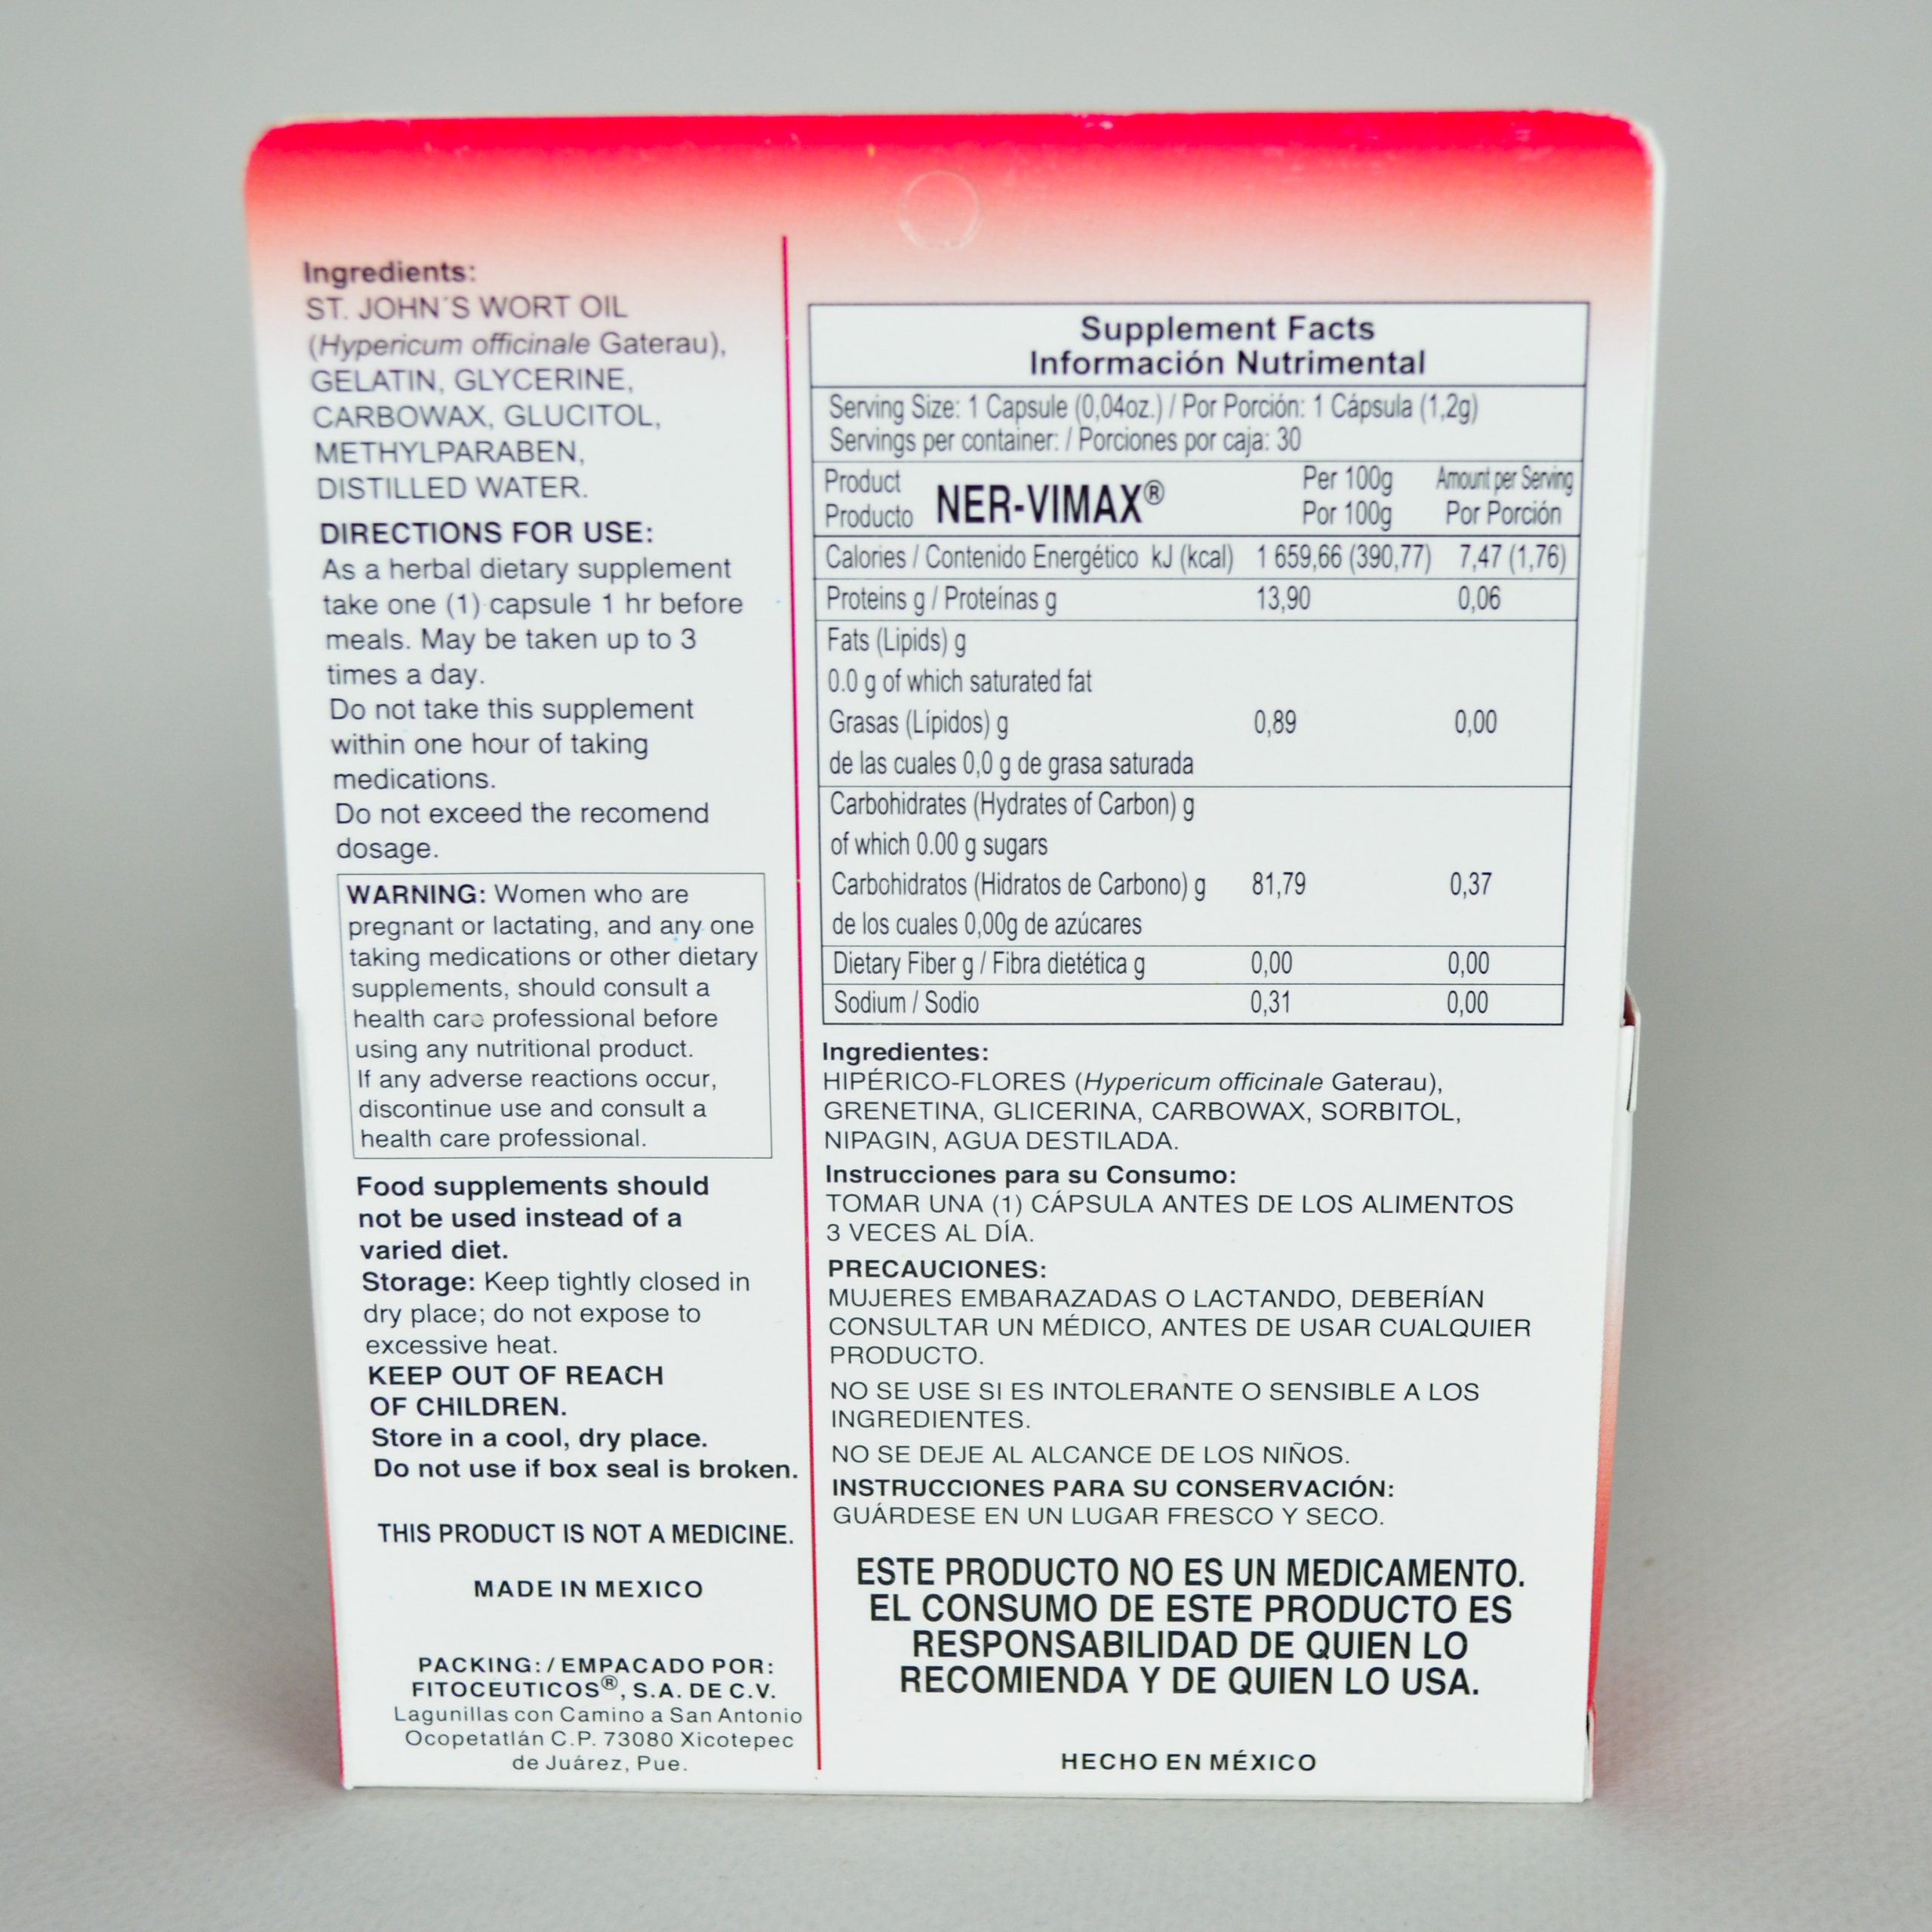 Ingredients:
ST. JOHN´S WORT OIL
(Hypericum officinale Gaterau),
GELATIN, GLYCERINE,
CARBOWAX, GLUCITOL,
METHYLPARABEN,
DISTILLED WATER.
DIRECTIONS FOR USE:
As a herbal dietary supplement
take one (1) capsule 1 hr before
meals. May be taken up to 3
times a day.
Do not take this supplement
within one hour of taking
medications.
Do not exceed the recomend
dosage.
WARNING: Women who are
pregnant or lactating, and any one
taking medications or other dietary
supplements, should consult a
health care professional before
using any nutritional product.
If any adverse reactions occur,
discontinue use and consult a
health care professional.
Food supplements should
not be used instead of a
varied diet.
Storage: Keep tightly closed in
dry place; do not expose to
excessive heat.
KEEP OUT OF REACH
OF CHILDREN.
Store in a cool, dry place.
Do not use if box seal is broken.
THIS PRODUCT IS NOT A MEDICINE.
MADE IN MEXICO
PACKING: / EMPACADO POR:
FITOCEUTICOS®, S.A. DE C.V.
Lagunillas con Camino a San Antonio
Ocopetatlán C.P. 73080 Xicotepec
de Juárez, Pue.
Supplement Facts
Información Nutrimental
Serving Size: 1 Capsule (0,04oz.) / Por Porción: 1 Cápsula (1,2g)
Servings per container: / Porciones por caja: 30
Product Per 100g Amount per Serving
Producto NER-VIMAX® Por 100g Por Porción
Calories / Contenido Energético kJ (kcal) 1 659,66 (390,77) 7,47 (1,76)
Proteins g / Proteínas g 13,90 0,06
Fats (Lipids) g
0.0 g of which saturated fat
Grasas (Lípidos) g 0,89 0,00
de las cuales 0,0 g de grasa saturada
Carbohidrates (Hydrates of Carbon) g
of which 0.00 g sugars
Carbohidratos (Hidratos de Carbono) g 81,79 0,37
de los cuales 0,00g de azúcares
Dietary Fiber g / Fibra dietética g 0,00 0,00
Sodium / Sodio 0,31 0,00
Ingredientes:
HIPÉRICO-FLORES (Hypericum officinale Gaterau),
GRENETINA, GLICERINA, CARBOWAX, SORBITOL,
NIPAGIN, AGUA DESTILADA.
Instrucciones para su Consumo:
TOMAR UNA (1) CÁPSULA ANTES DE LOS ALIMENTOS
3 VECES AL DÍA.
PRECAUCIONES:
MUJERES EMBARAZADAS O LACTANDO, DEBERÍAN
CONSULTAR UN MÉDICO, ANTES DE USAR CUALQUIER
PRODUCTO.
NO SE USE SI ES INTOLERANTE O SENSIBLE A LOS
INGREDIENTES.
NO SE DEJE AL ALCANCE DE LOS NIÑOS.
INSTRUCCIONES PARA SU CONSERVACIÓN:
GUÁRDESE EN UN LUGAR FRESCO Y SECO.
ESTE PRODUCTO NO ES UN MEDICAMENTO.
EL CONSUMO DE ESTE PRODUCTO ES
RESPONSABILIDAD DE QUIEN LO
RECOMIENDA Y DE QUIEN LO USA.
HECHO EN MÉXICO